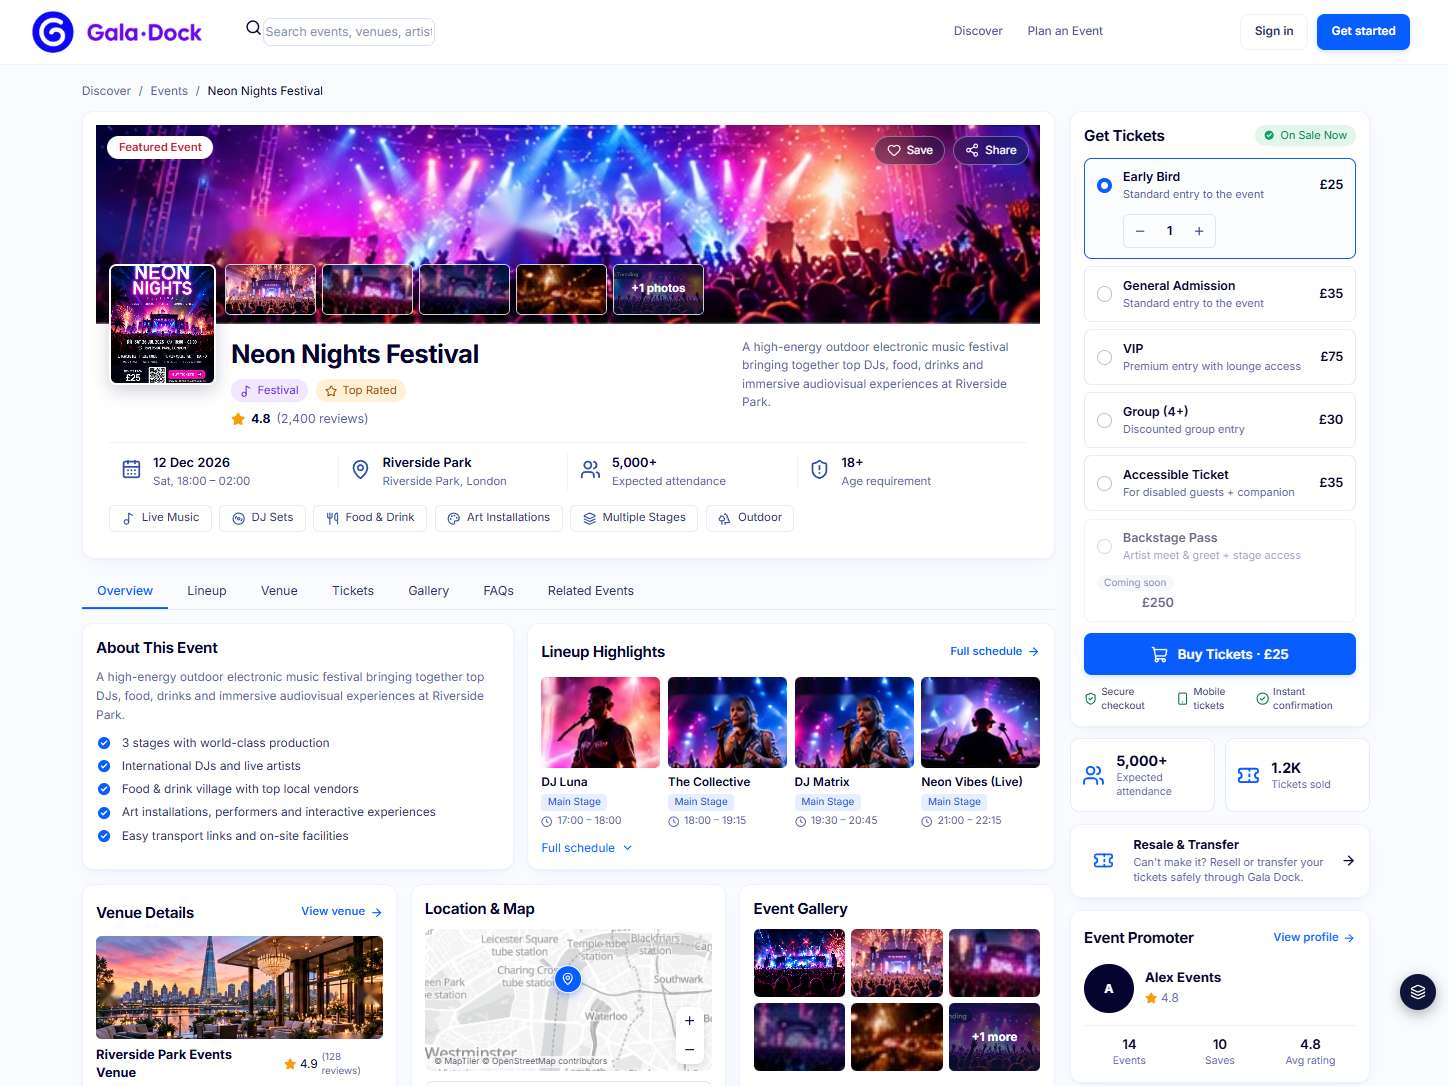 Gala·Dock
Search events, venues, artist
Discover
Plan an Event
Sign in
Get started
Discover / Events / Neon Nights Festival
Featured Event
Save
Share
NEON
NIGHTS
£25
+1 photos
Neon Nights Festival
Festival
Top Rated
4.8 (2,400 reviews)
A high-energy outdoor electronic music festival
bringing together top DJs, food, drinks and
immersive audiovisual experiences at Riverside
Park.
12 Dec 2026
Sat, 18:00 – 02:00
Riverside Park
Riverside Park, London
5,000+
Expected attendance
18+
Age requirement
Live Music
DJ Sets
Food & Drink
Art Installations
Multiple Stages
Outdoor
Overview
Lineup
Venue
Tickets
Gallery
FAQs
Related Events
About This Event
A high-energy outdoor electronic music festival bringing together top
DJs, food, drinks and immersive audiovisual experiences at Riverside
Park.
3 stages with world-class production
International DJs and live artists
Food & drink village with top local vendors
Art installations, performers and interactive experiences
Easy transport links and on-site facilities
Lineup Highlights
Full schedule
DJ Luna
Main Stage
17:00 – 18:00
The Collective
Main Stage
18:00 – 19:15
DJ Matrix
Main Stage
19:30 – 20:45
Neon Vibes (Live)
Main Stage
21:00 – 22:15
Full schedule
Venue Details
View venue
Riverside Park Events
Venue
4.9 (128
reviews)
Location & Map
Leicester Square
tube station
Temple tube
station
Blackfriars
station
Charing Cross
tube station
Green Park
tube station
Southwark
Waterloo
Westminster
© MapTiler © OpenStreetMap contributors
+
−
Event Gallery
+1 more
Get Tickets
On Sale Now
Early Bird
Standard entry to the event
£25
− 1 +
General Admission
Standard entry to the event
£35
VIP
Premium entry with lounge access
£75
Group (4+)
Discounted group entry
£30
Accessible Ticket
For disabled guests + companion
£35
Backstage Pass
Artist meet & greet + stage access
Coming soon
£250
Buy Tickets · £25
Secure
checkout
Mobile
tickets
Instant
confirmation
5,000+
Expected
attendance
1.2K
Tickets sold
Resale & Transfer
Can't make it? Resell or transfer your
tickets safely through Gala Dock.
Event Promoter
View profile
A
Alex Events
4.8
14
Events
10
Saves
4.8
Avg rating